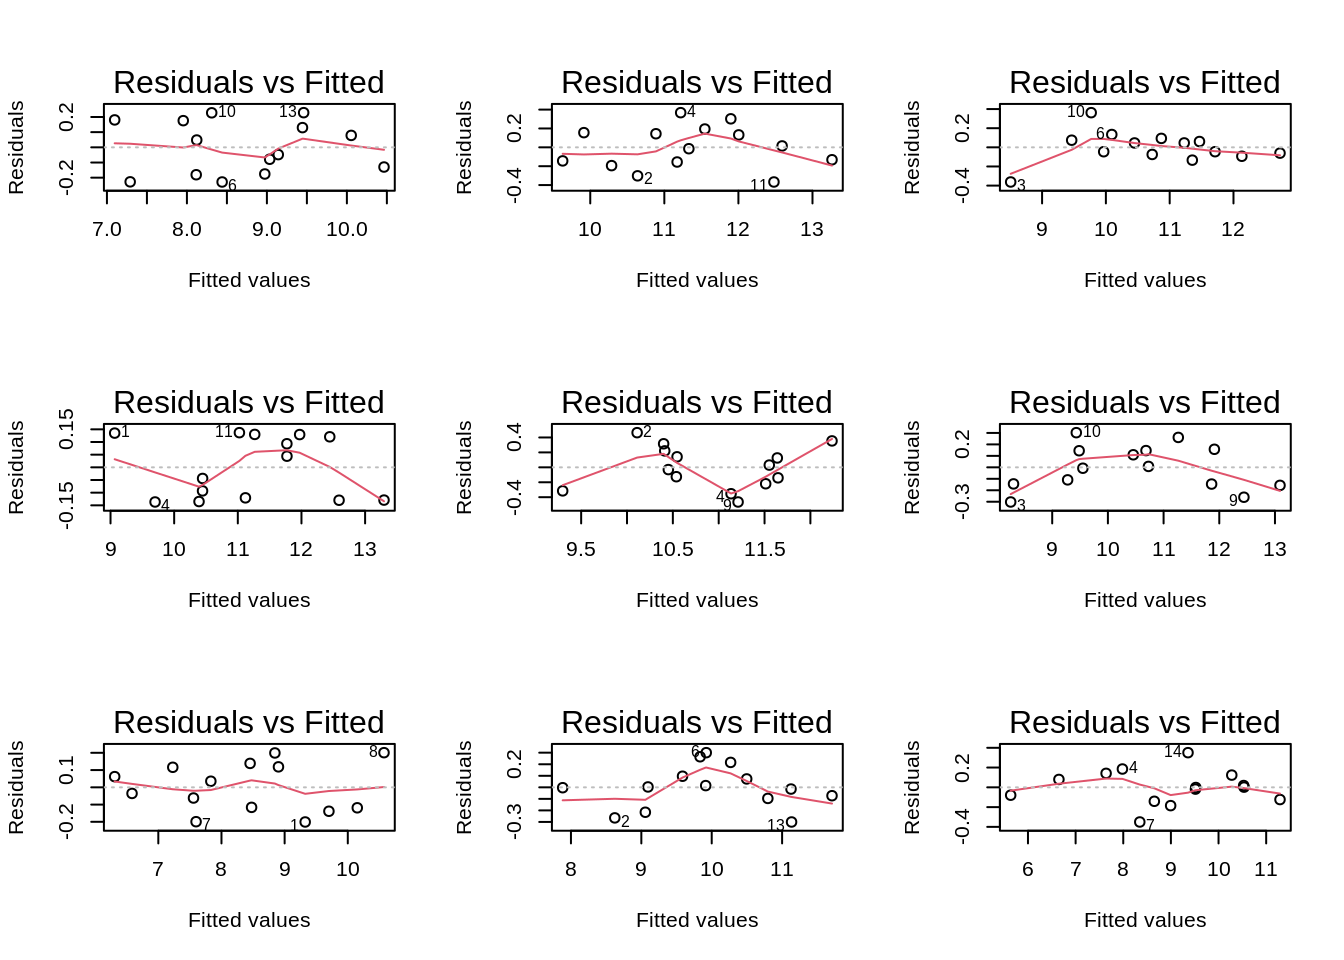 Residuals vs Fitted
Residuals
0.2
-0.2
10
13
6
7.0 8.0 9.0 10.0
Fitted values
Residuals vs Fitted
Residuals
0.2
-0.4
4
2
11
10 11 12 13
Fitted values
Residuals vs Fitted
Residuals
0.2
-0.4
10
6
3
9 10 11 12
Fitted values
Residuals vs Fitted
Residuals
0.15
-0.15
1
11
4
9 10 11 12 13
Fitted values
Residuals vs Fitted
Residuals
0.4
-0.4
2
4
9
9.5 10.5 11.5
Fitted values
Residuals vs Fitted
Residuals
0.2
-0.3
10
9
3
9 10 11 12 13
Fitted values
Residuals vs Fitted
Residuals
0.1
-0.2
8
7
1
7 8 9 10
Fitted values
Residuals vs Fitted
Residuals
0.2
-0.3
6
2
13
8 9 10 11
Fitted values
Residuals vs Fitted
Residuals
0.2
-0.4
14
4
7
6 7 8 9 10 11
Fitted values